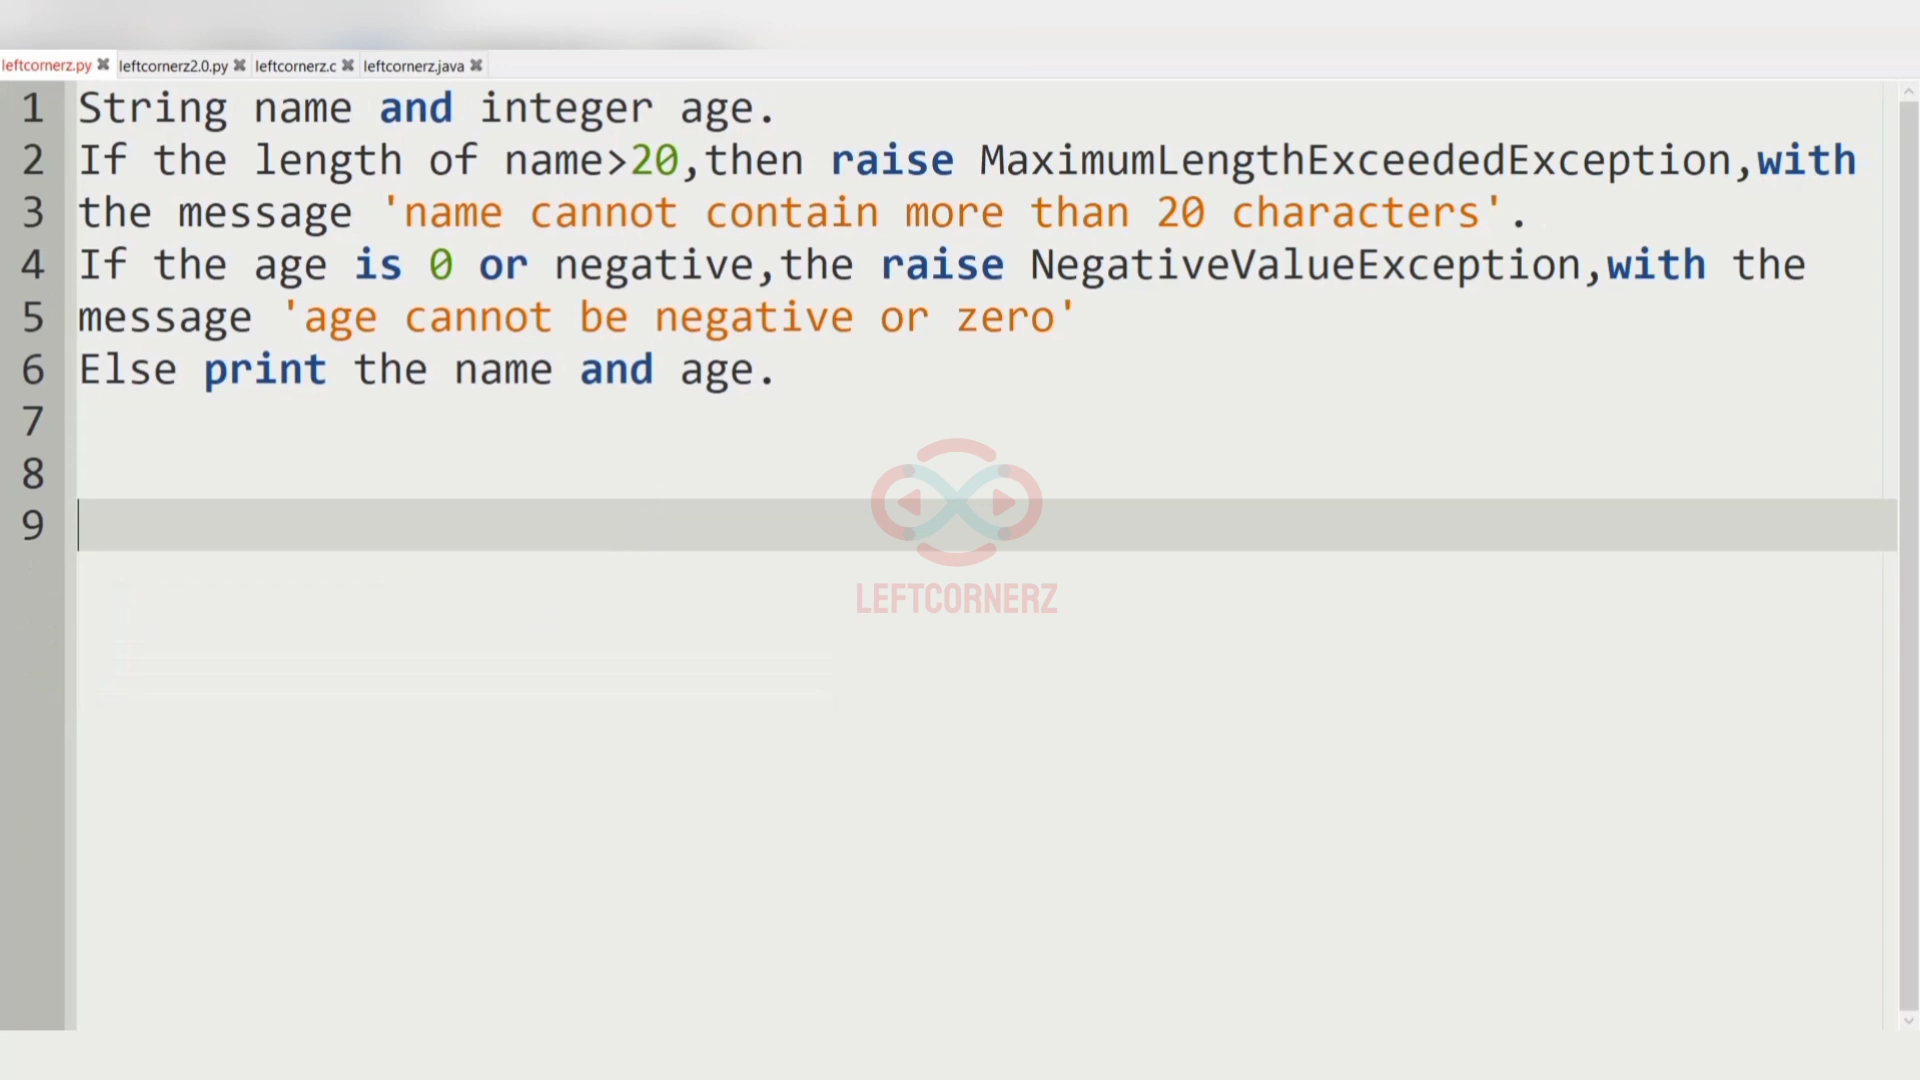 leftcornerz.py ✖ leftcornerz2.0.py ✖ leftcornerz.c ✖ leftcornerz.java ✖
1 String name and integer age.
2 If the length of name>20,then raise MaximumLengthExceededException,with
3 the message 'name cannot contain more than 20 characters'.
4 If the age is 0 or negative,the raise NegativeValueException,with the
5 message 'age cannot be negative or zero'
6 Else print the name and age.
7
8
9
LEFTCORNERZ